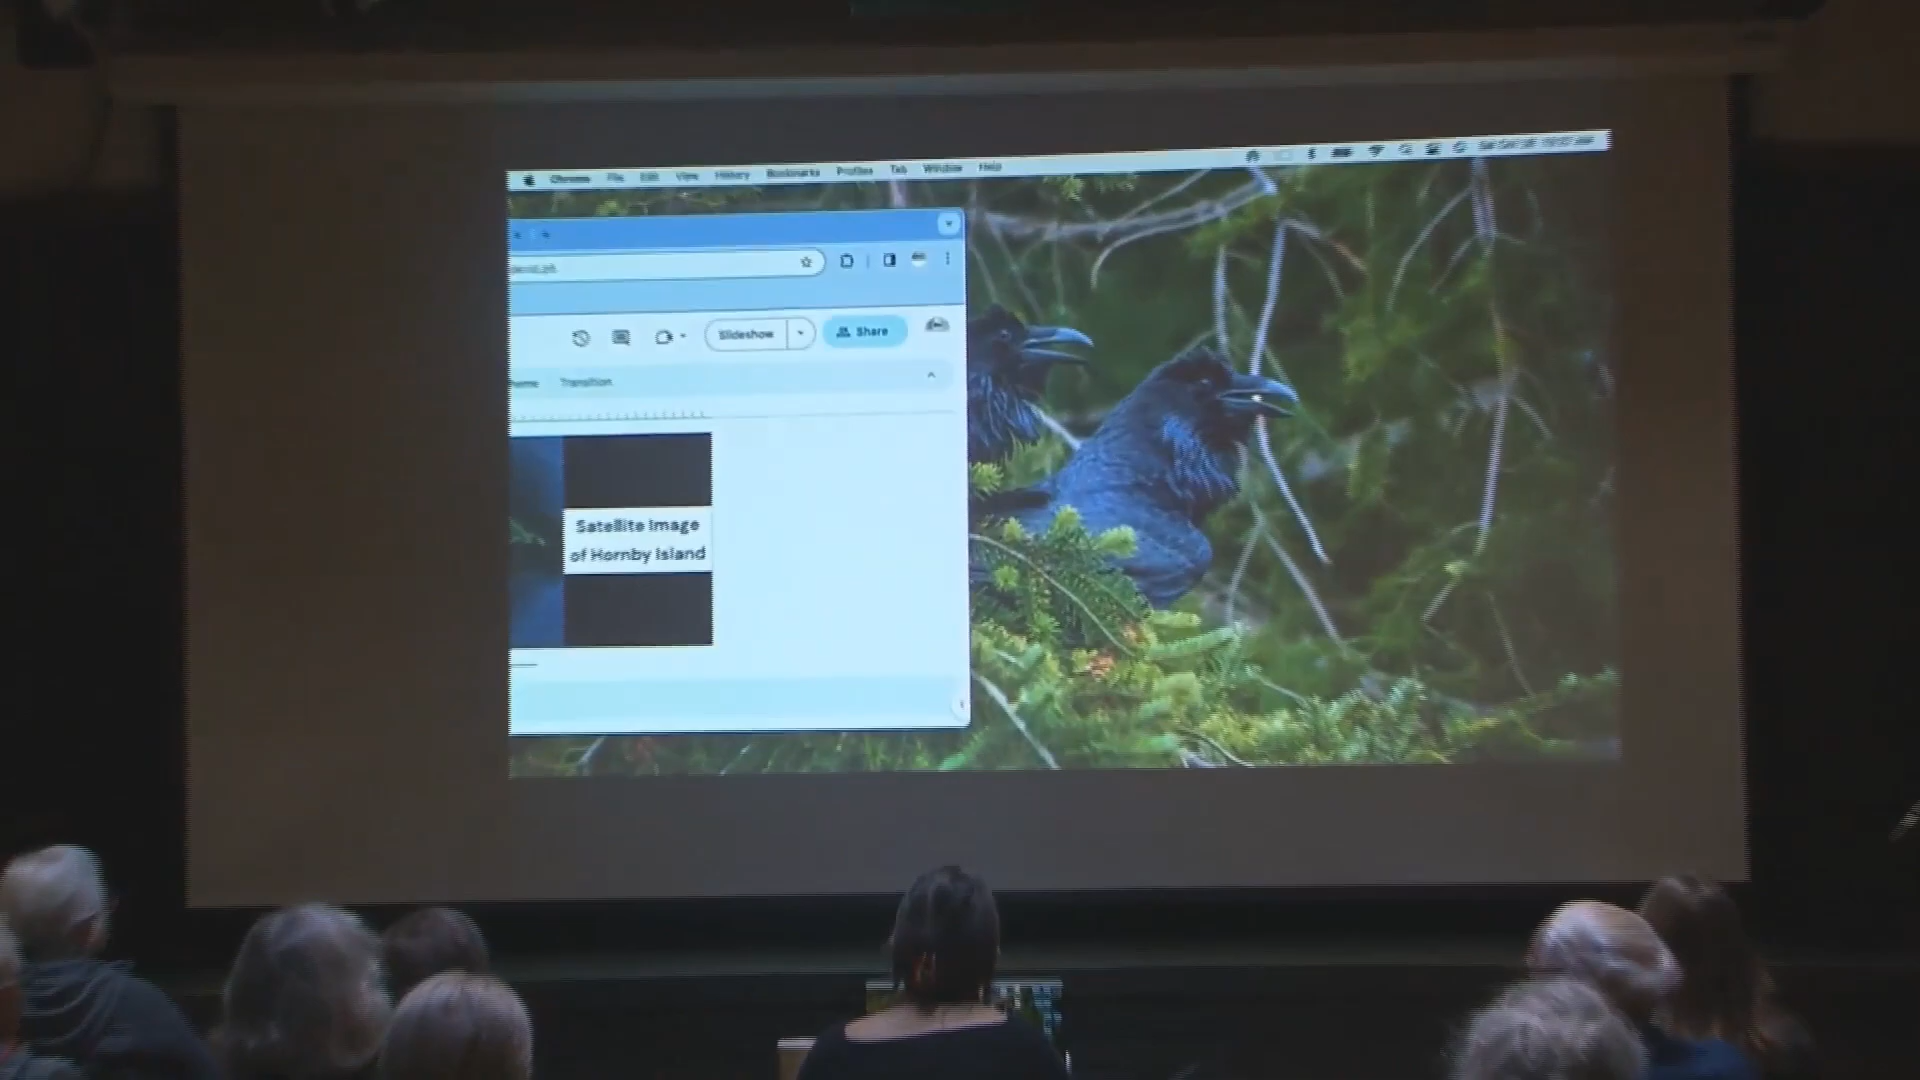 Chrome File Edit View History Bookmarks Profiles Tab Window Help
Slideshow
Share
Transition
Satellite Image
of Hornby Island